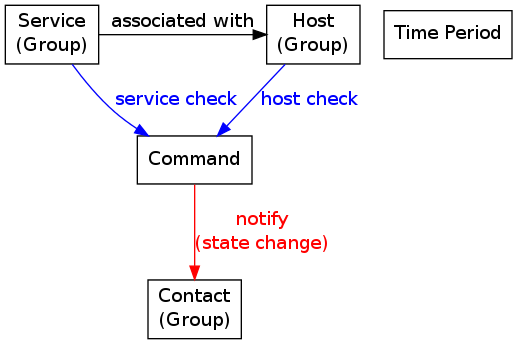 Service
(Group)
associated with
Host
(Group)
Time Period
service check
host check
Command
notify
(state change)
Contact
(Group)